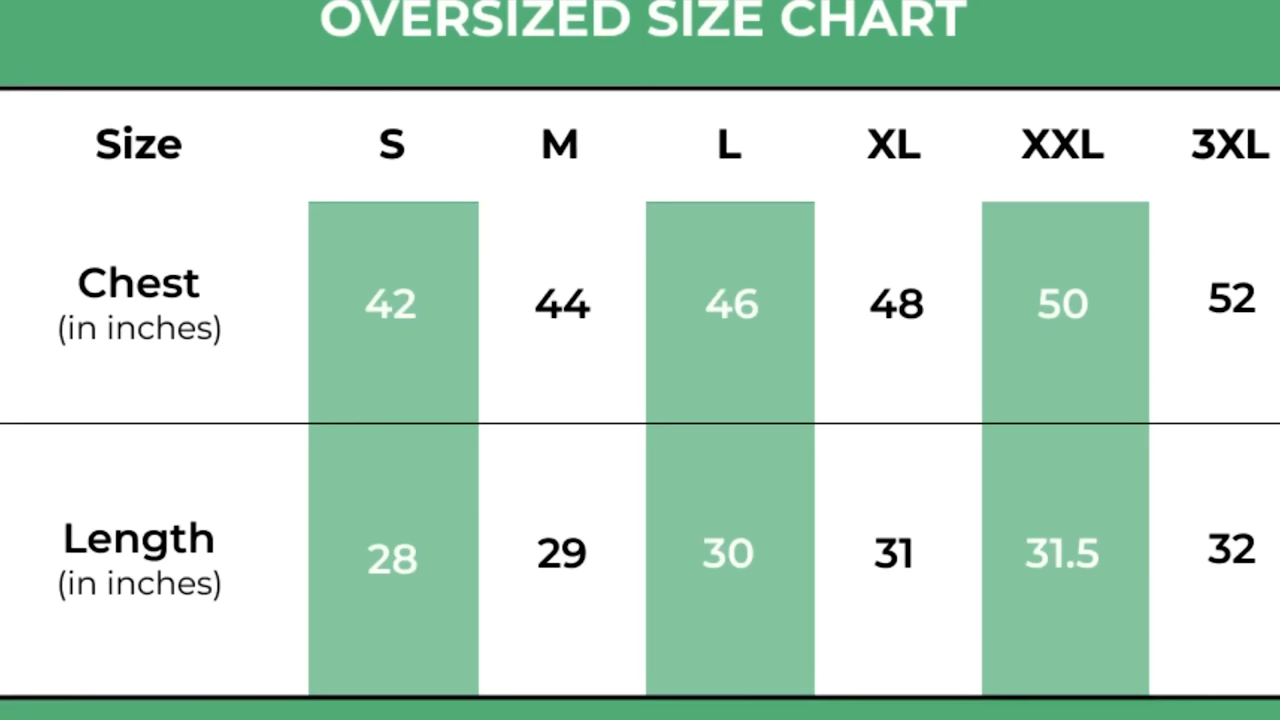 OVERSIZED SIZE CHART
Size S M L XL XXL 3XL
Chest
(in inches)
42 44 46 48 50 52
Length
(in inches)
28 29 30 31 31.5 32